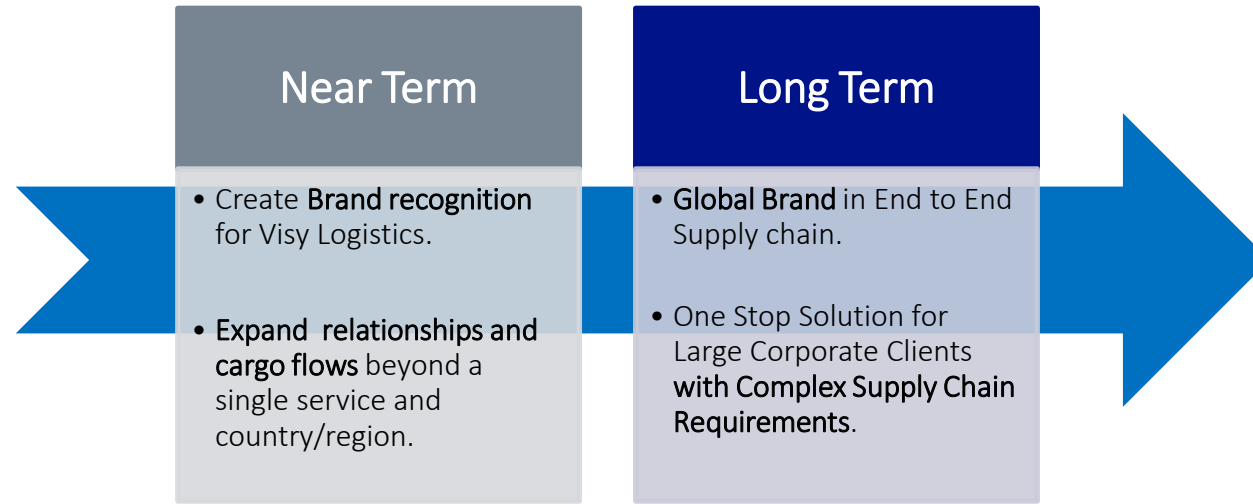 Near Term
• Create Brand recognition
for Visy Logistics.
• Expand  relationships and
cargo flows beyond a
single service and
country/region.
Long Term
• Global Brand in End to End
Supply chain.
• One Stop Solution for
Large Corporate Clients
with Complex Supply Chain
Requirements.